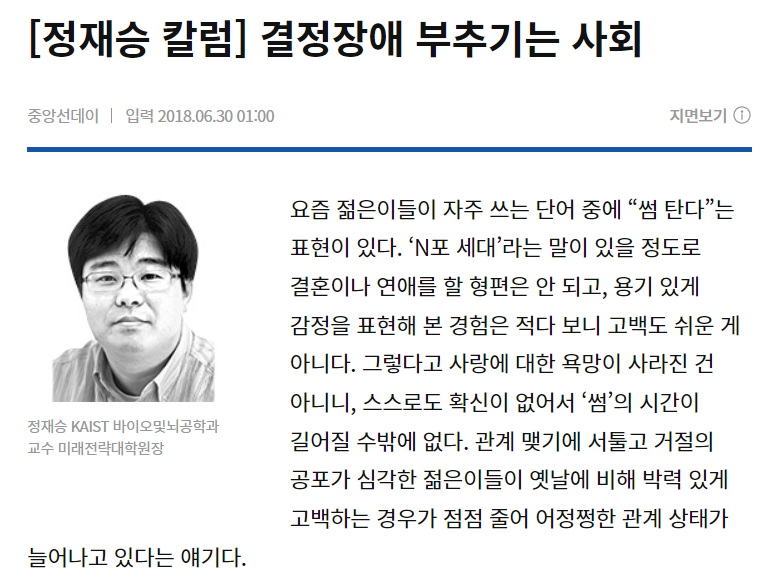 [정재승 칼럼] 결정장애 부추기는 사회
중앙선데이 | 입력 2018.06.30 01:00
지면보기
요즘 젊은이들이 자주 쓰는 단어 중에 “썸 탄다”는
표현이 있다. ‘N포 세대’라는 말이 있을 정도로
결혼이나 연애를 할 형편은 안 되고, 용기 있게
감정을 표현해 본 경험은 적다 보니 고백도 쉬운 게
아니다. 그렇다고 사랑에 대한 욕망이 사라진 건
아니니, 스스로도 확신이 없어서 ‘썸’의 시간이
길어질 수밖에 없다. 관계 맺기에 서툴고 거절의
공포가 심각한 젊은이들이 옛날에 비해 박력 있게
고백하는 경우가 점점 줄어 어정쩡한 관계 상태가
늘어나고 있다는 얘기다.
정재승 KAIST 바이오및뇌공학과
교수 미래전략대학원장